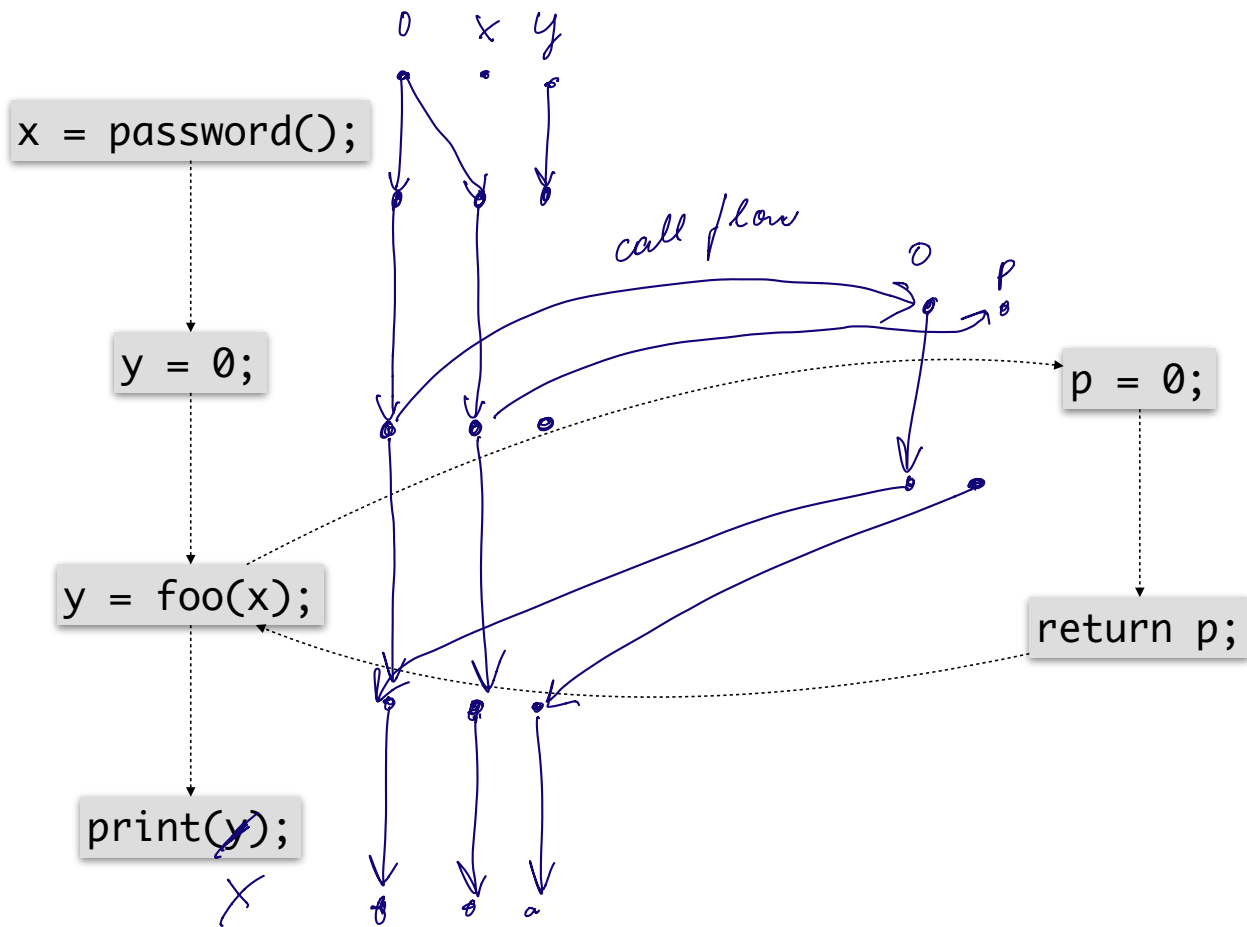 0 x y
x = password();
call flow
0 p
y = 0;
p = 0;
y = foo(x);
return p;
print(y);
x